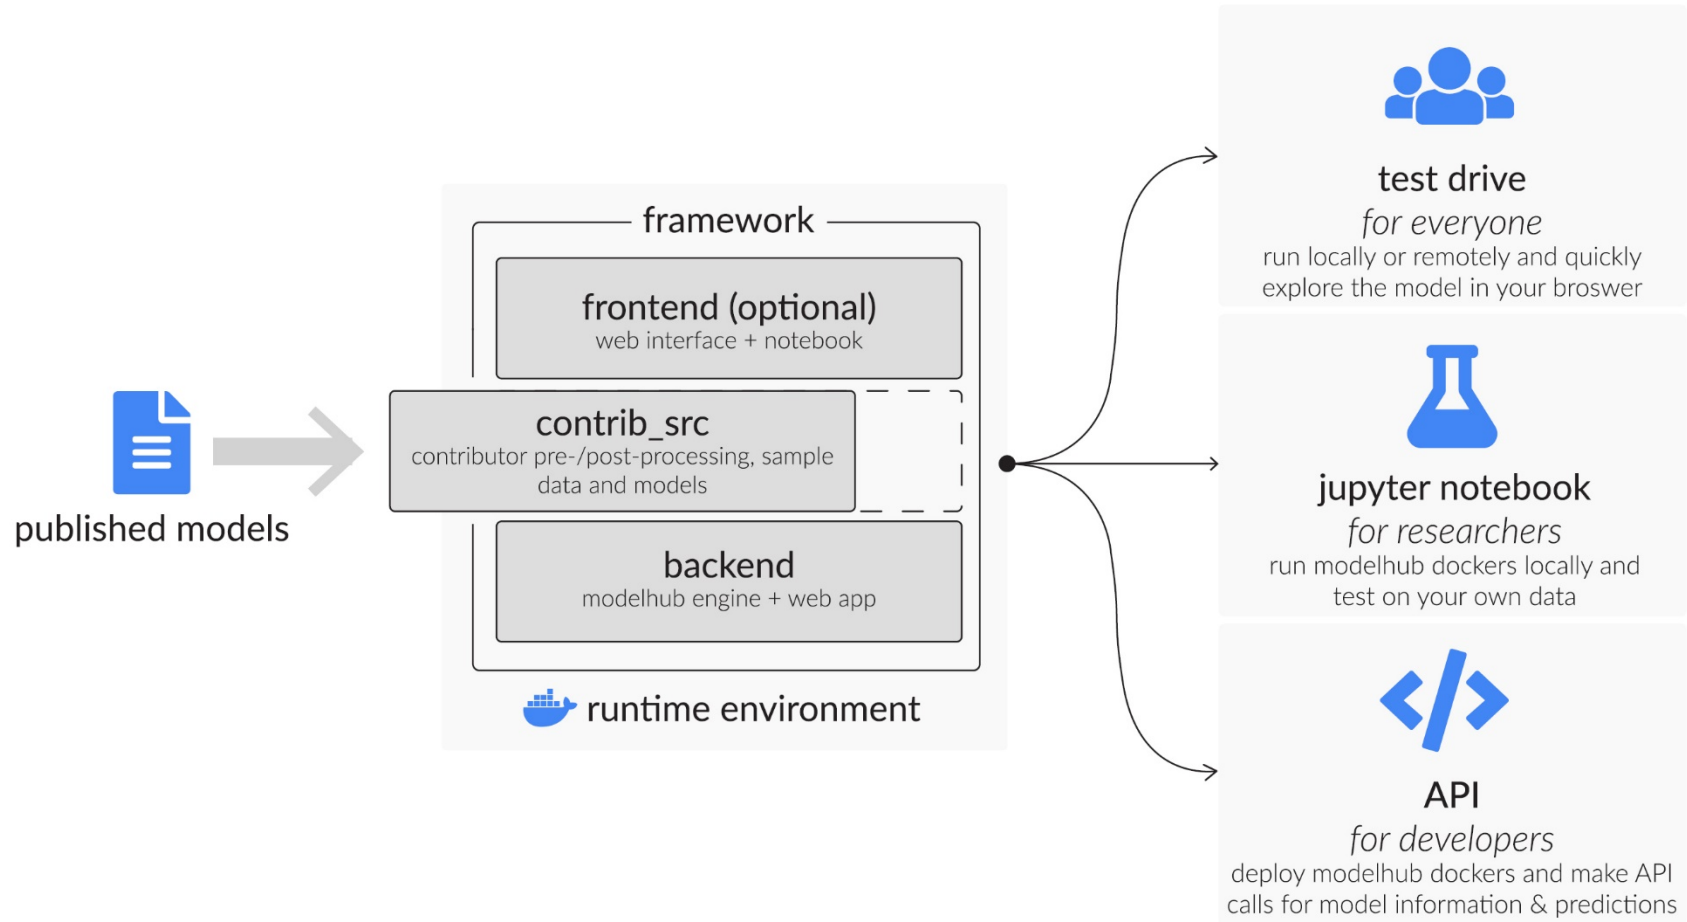 published models
framework
frontend (optional)
web interface + notebook
contrib_src
contributor pre-/post-processing, sample
data and models
backend
modelhub engine + web app
runtime environment
test drive
for everyone
run locally or remotely and quickly
explore the model in your broswer
jupyter notebook
for researchers
run modelhub dockers locally and
test on your own data
API
for developers
deploy modelhub dockers and make API
calls for model information & predictions